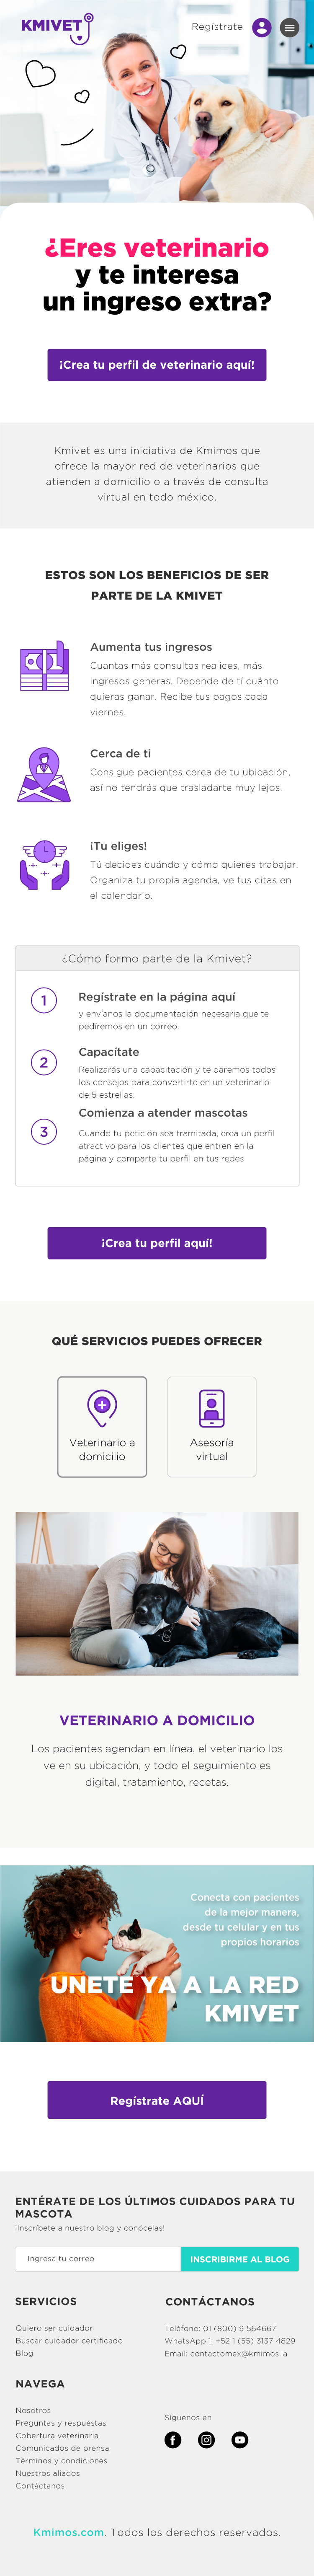 KMIVET
Regístrate
¿Eres veterinario
y te interesa
un ingreso extra?
¡Crea tu perfil de veterinario aquí!
Kmivet es una iniciativa de Kmimos que
ofrece la mayor red de veterinarios que
atienden a domicilio o a través de consulta
virtual en todo méxico.
ESTOS SON LOS BENEFICIOS DE SER
PARTE DE LA KMIVET
Aumenta tus ingresos
Cuantas más consultas realices, más
ingresos generas. Depende de tí cuánto
quieras ganar. Recibe tus pagos cada
viernes.
Cerca de ti
Consigue pacientes cerca de tu ubicación,
así no tendrás que trasladarte muy lejos.
¡Tu eliges!
Tú decides cuándo y cómo quieres trabajar.
Organiza tu propia agenda, ve tus citas en
el calendario.
¿Cómo formo parte de la Kmivet?
1
Regístrate en la página aquí
y envíanos la documentación necesaria que te
pediremos en un correo.
2
Capacítate
Realizarás una capacitación y te daremos todos
los consejos para convertirte en un veterinario
de 5 estrellas.
3
Comienza a atender mascotas
Cuando tu petición sea tramitada, crea un perfil
atractivo para los clientes que entren en la
página y comparte tu perfil en tus redes
¡Crea tu perfil aquí!
QUÉ SERVICIOS PUEDES OFRECER
Veterinario a
domicilio
Asesoría
virtual
VETERINARIO A DOMICILIO
Los pacientes agendan en línea, el veterinario los
ve en su ubicación, y todo el seguimiento es
digital, tratamiento, recetas.
Conecta con pacientes
de la mejor manera,
desde tu celular y en tus
propios horarios
UNETE YA A LA RED
KMIVET
Regístrate AQUÍ
ENTÉRATE DE LOS ÚLTIMOS CUIDADOS PARA TU
MASCOTA
¡Inscríbete a nuestro blog y conócelas!
Ingresa tu correo
INSCRIBIRME AL BLOG
SERVICIOS
Quiero ser cuidador
Buscar cuidador certificado
Blog
CONTÁCTANOS
Teléfono: 01 (800) 9 564667
WhatsApp 1: +52 1 (55) 3137 4829
Email: contactomex@kmimos.la
NAVEGA
Nosotros
Preguntas y respuestas
Cobertura veterinaria
Comunicados de prensa
Términos y condiciones
Nuestros aliados
Contáctanos
Síguenos en
Kmimos.com. Todos los derechos reservados.